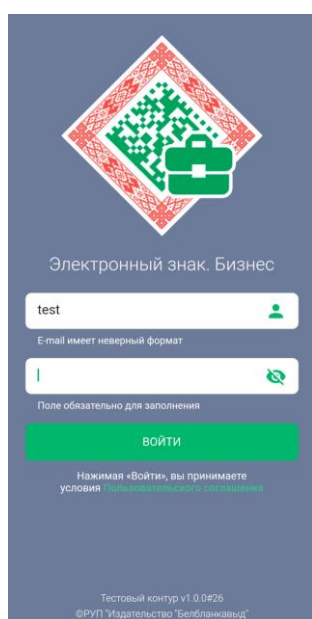 Электронный знак. Бизнес
test
E-mail имеет неверный формат
Поле обязательно для заполнения
ВОЙТИ
Нажимая «Войти», вы принимаете
условия Пользовательского соглашения
Тестовый контур v1.0.0#26
©РУП "Издательство "Белбланкавыд"